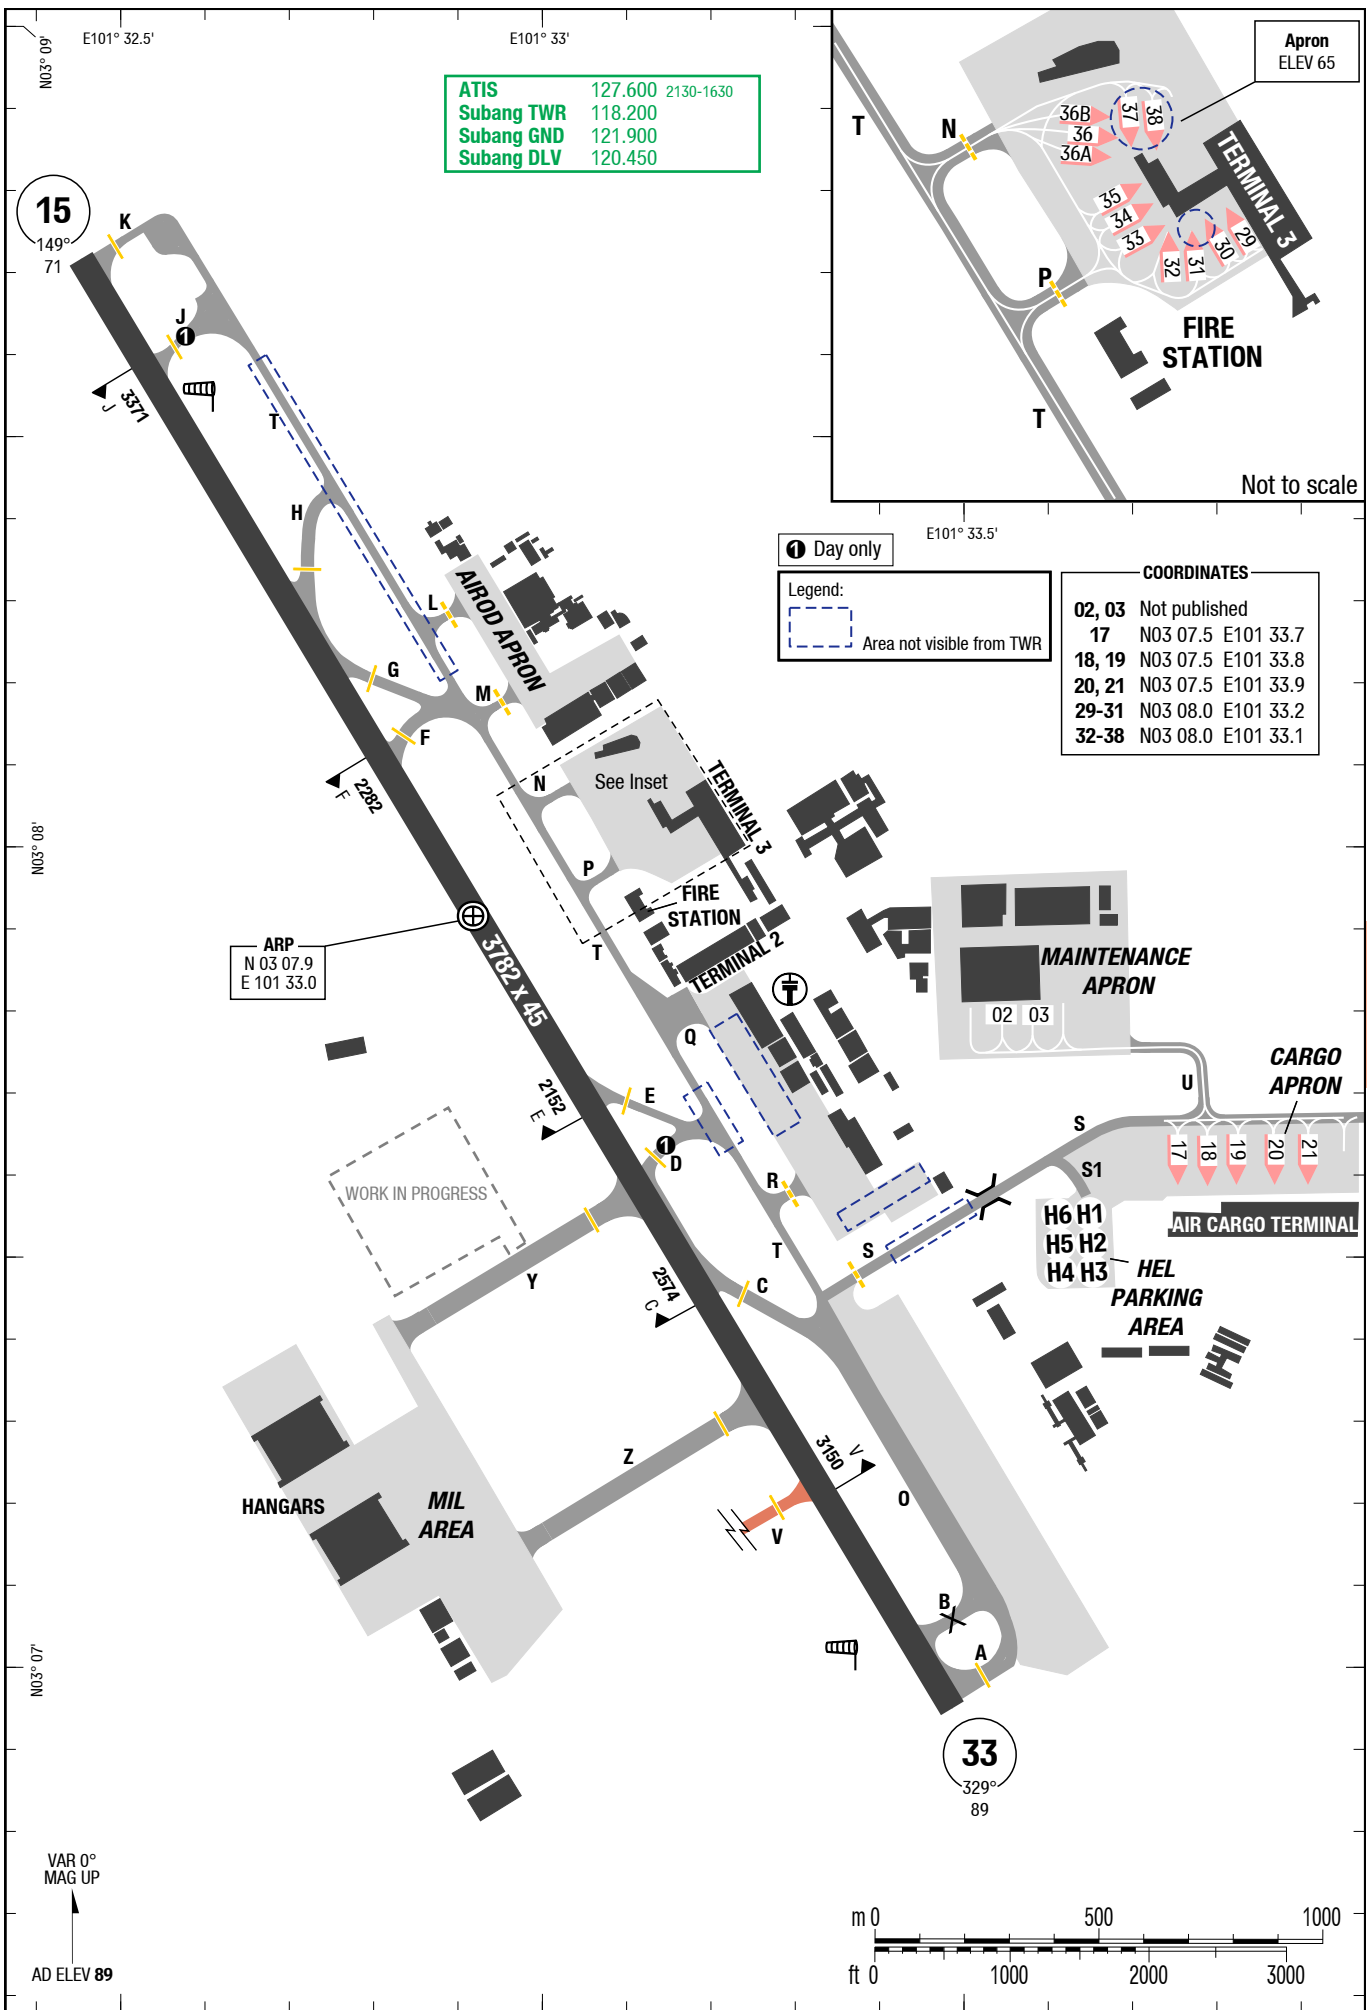 N03° 09'
E101° 32.5'
E101° 33'
ATIS 127.600 2130-1630
Subang TWR 118.200
Subang GND 121.900
Subang DLV 120.450
Apron
ELEV 65
T
N
36B
36
36A
37
38
35
34
33
32
31
30
29
TERMINAL 3
P
FIRE
STATION
T
Not to scale
15
149°
71
K
J
1
J
3371
T
H
L
AIROD APRON
G
M
F
F
2282
E101° 33.5'
1 Day only
Legend:
Area not visible from TWR
COORDINATES
02, 03 Not published
17 N03 07.5 E101 33.7
18, 19 N03 07.5 E101 33.8
20, 21 N03 07.5 E101 33.9
29-31 N03 08.0 E101 33.2
32-38 N03 08.0 E101 33.1
N03° 08'
N
See Inset
TERMINAL 3
P
FIRE
STATION
T
TERMINAL 2
ARP
N 03 07.9
E 101 33.0
3782 x 45
MAINTENANCE
APRON
02 03
Q
U
CARGO
APRON
E
2152
E
1
D
S
S1
17
18
19
20
21
R
WORK IN PROGRESS
H6 H1
H5 H2
H4 H3
AIR CARGO TERMINAL
HEL
PARKING
AREA
T
S
Y
C
2574
C
Z
3150
V
O
HANGARS
MIL
AREA
V
B
A
N03° 07'
33
329°
89
VAR 0°
MAG UP
AD ELEV 89
m 0 500 1000
ft 0 1000 2000 3000